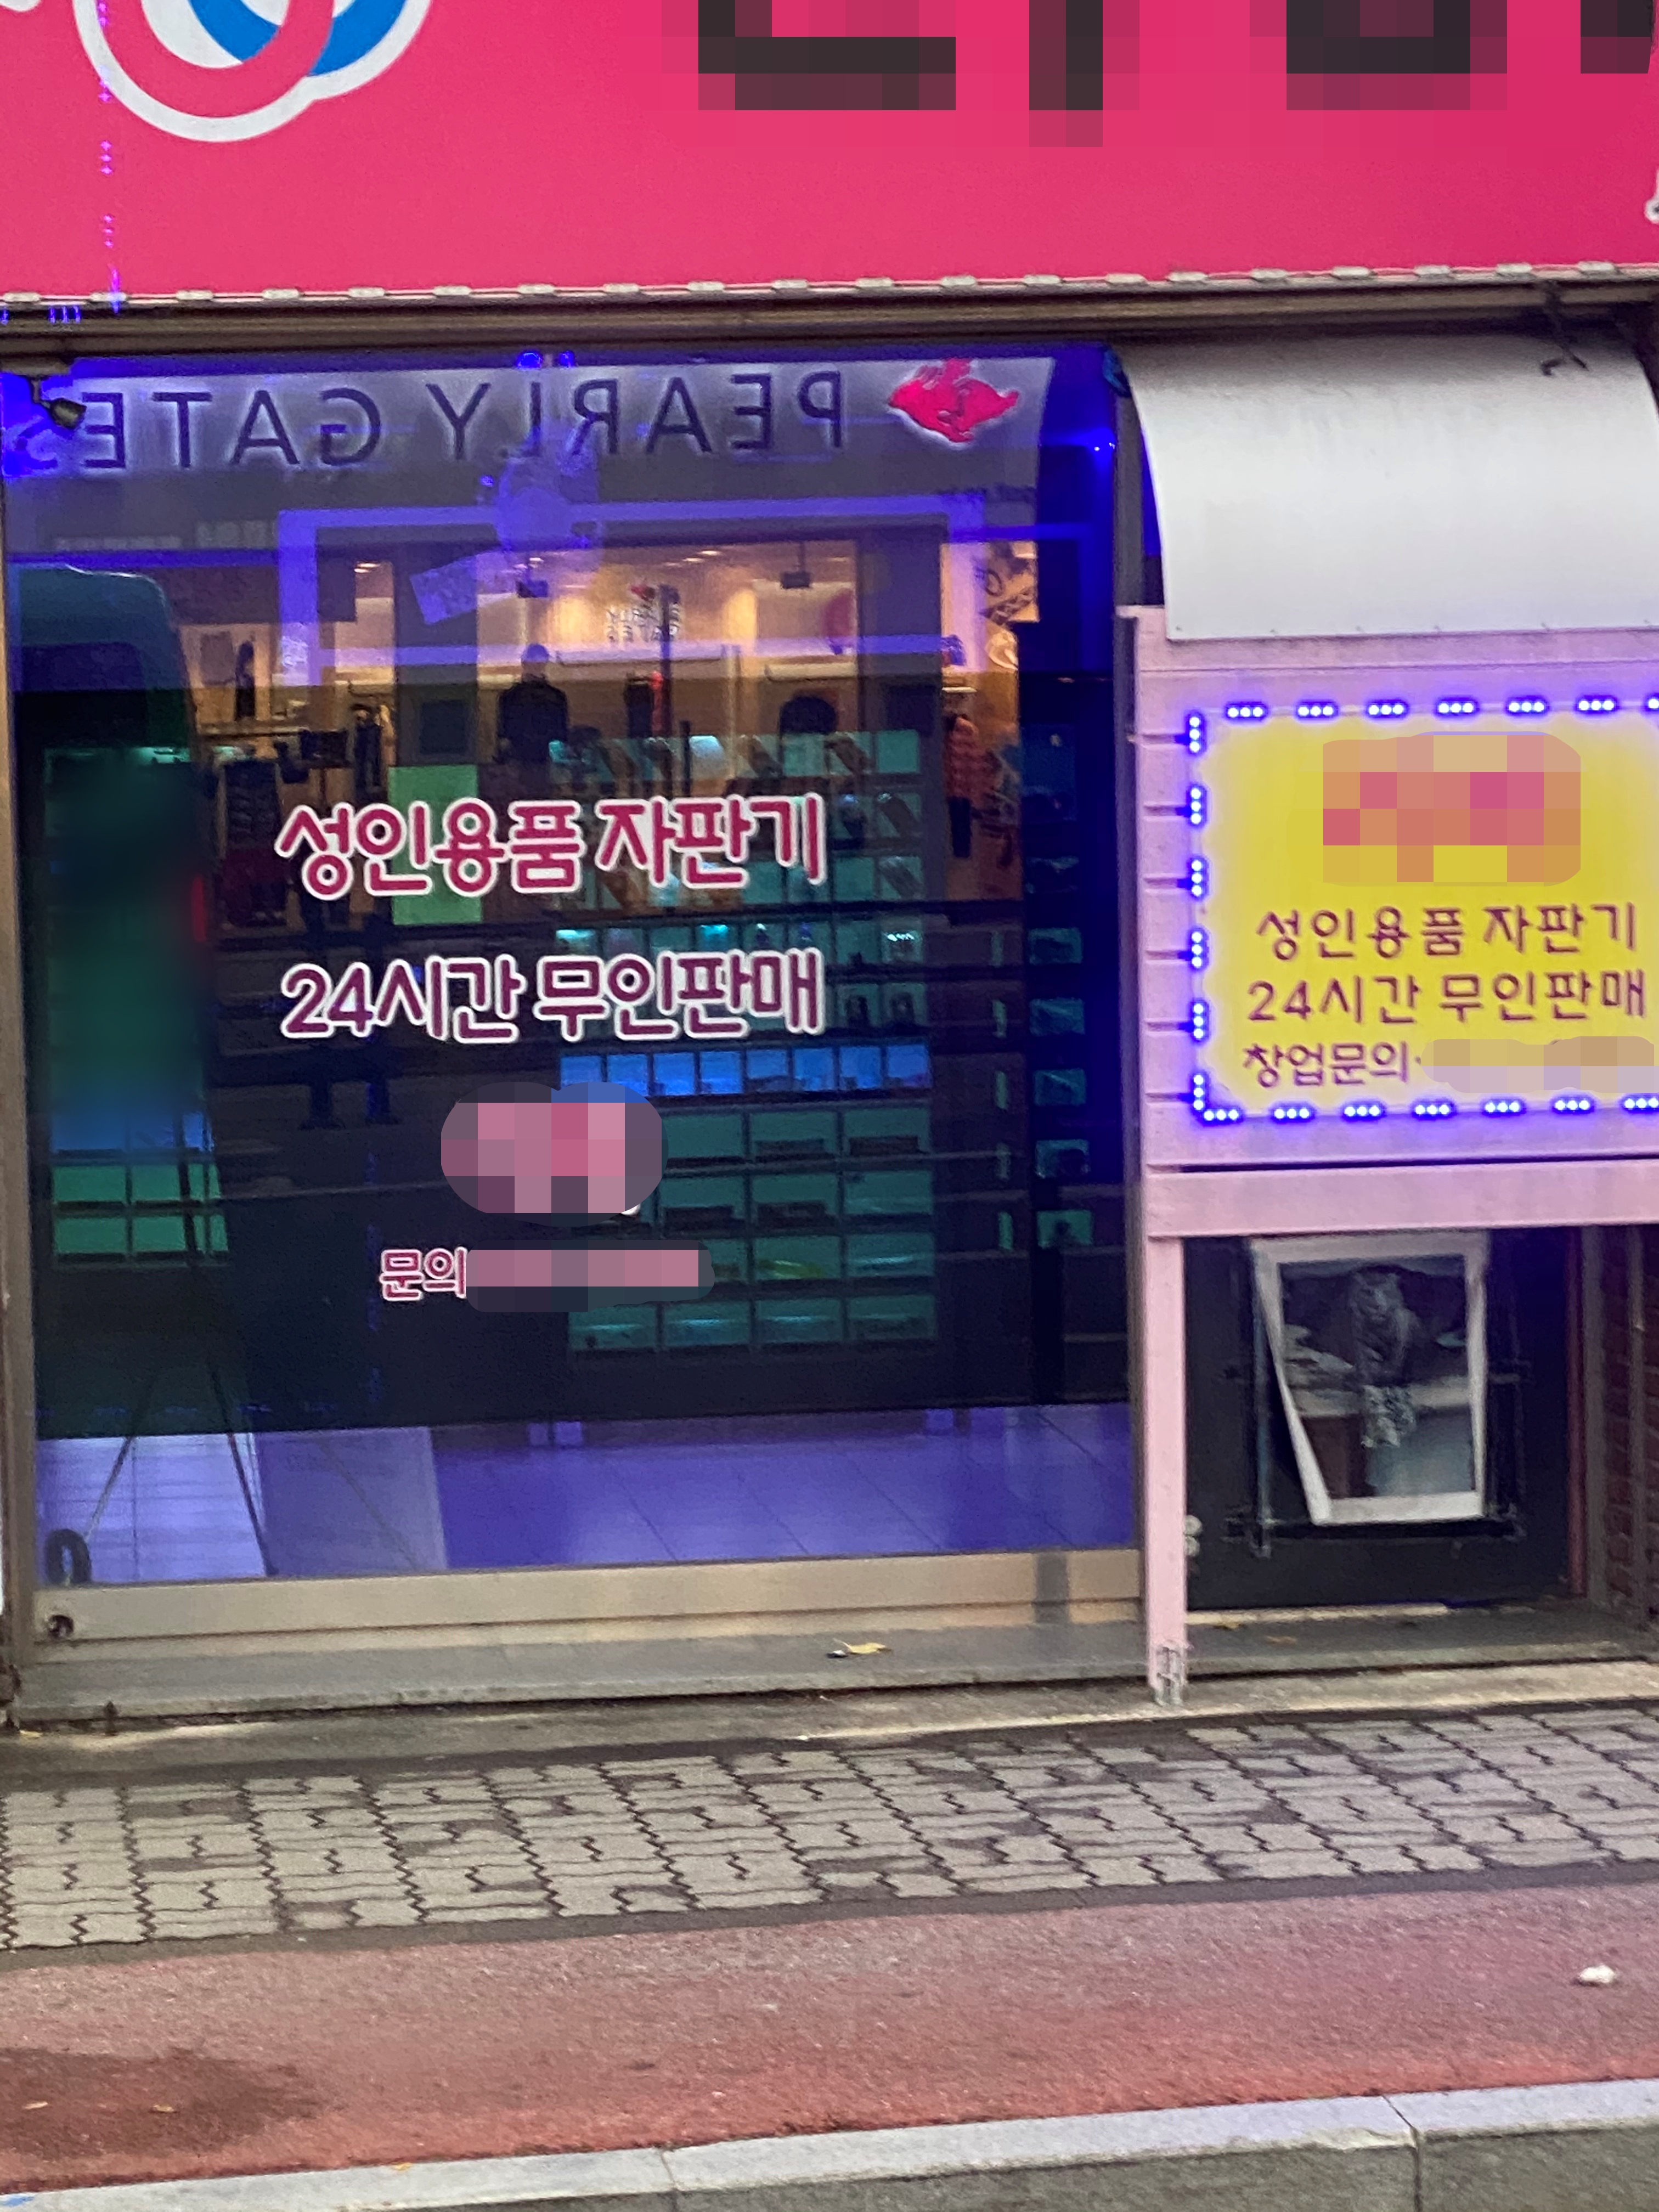 PEARLY GATES
성인용품 자판기
24시간 무인판매
문의
성인용품 자판기
24시간 무인판매
창업문의